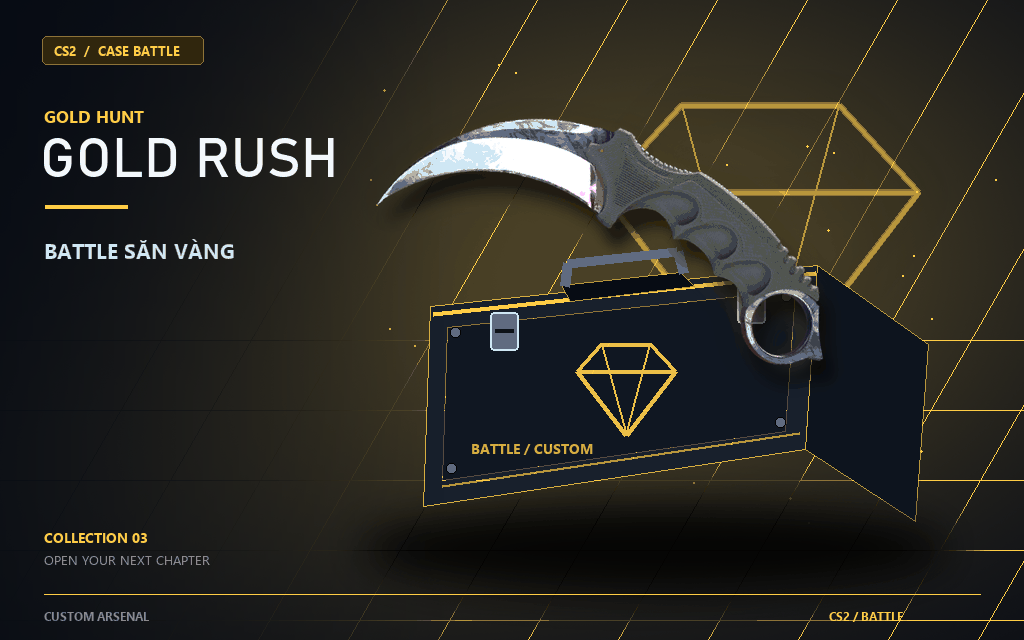 CS2 / CASE BATTLE
GOLD HUNT
GOLD RUSH
BATTLE SĂN VÀNG
BATTLE / CUSTOM
COLLECTION 03
OPEN YOUR NEXT CHAPTER
CUSTOM ARSENAL
CS2 / BATTLE